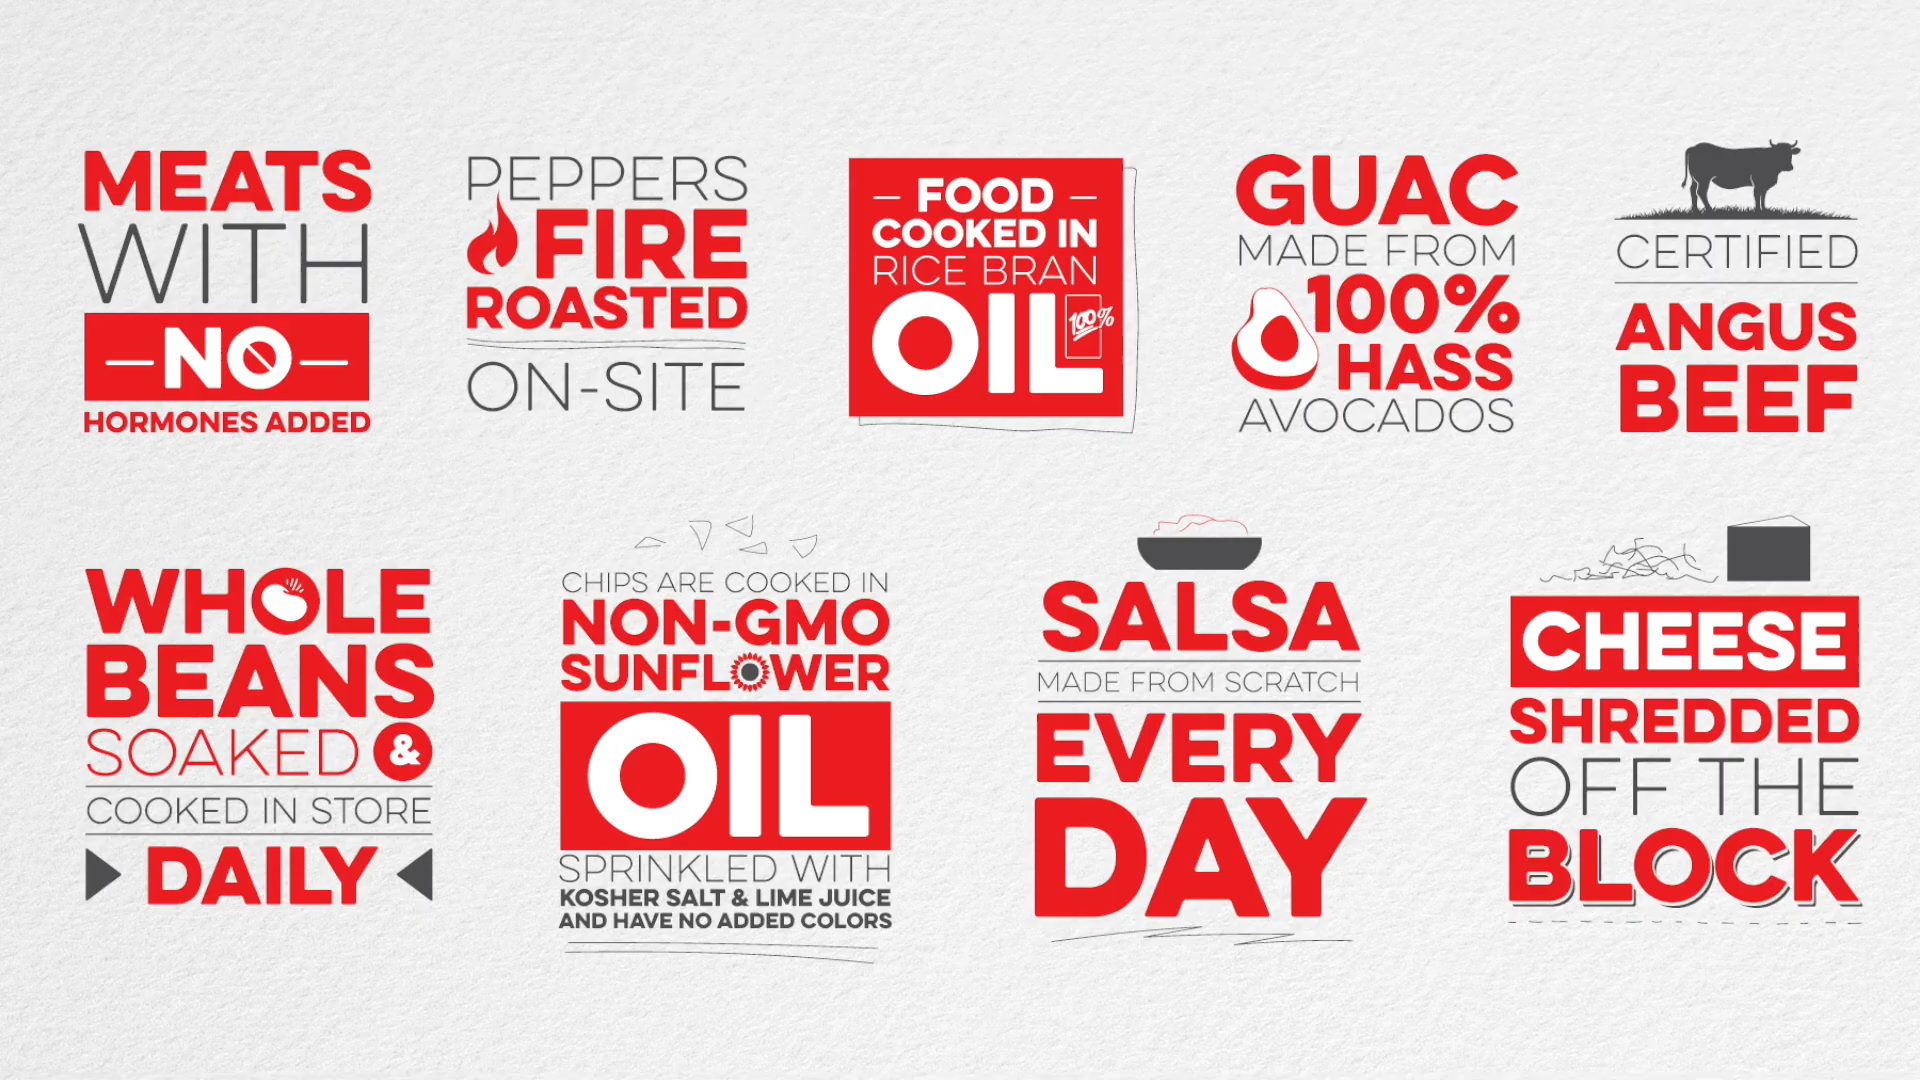 MEATS
WITH
NO
HORMONES ADDED
PEPPERS
FIRE
ROASTED
ON-SITE
FOOD
COOKED IN
RICE BRAN
OIL
100%
GUAC
MADE FROM
100%
HASS
AVOCADOS
CERTIFIED
ANGUS
BEEF
WHOLE
BEANS
SOAKED &
COOKED IN STORE
DAILY
CHIPS ARE COOKED IN
NON-GMO
SUNFLOWER
OIL
SPRINKLED WITH
KOSHER SALT & LIME JUICE
AND HAVE NO ADDED COLORS
SALSA
MADE FROM SCRATCH
EVERY
DAY
CHEESE
SHREDDED
OFF THE
BLOCK